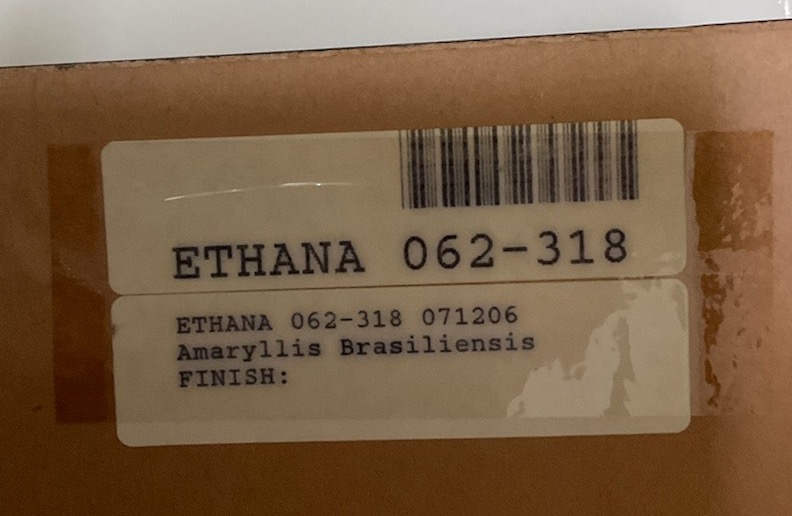 ETHANA 062-318
ETHANA 062-318 071206
Amaryllis Brasiliensis
FINISH: